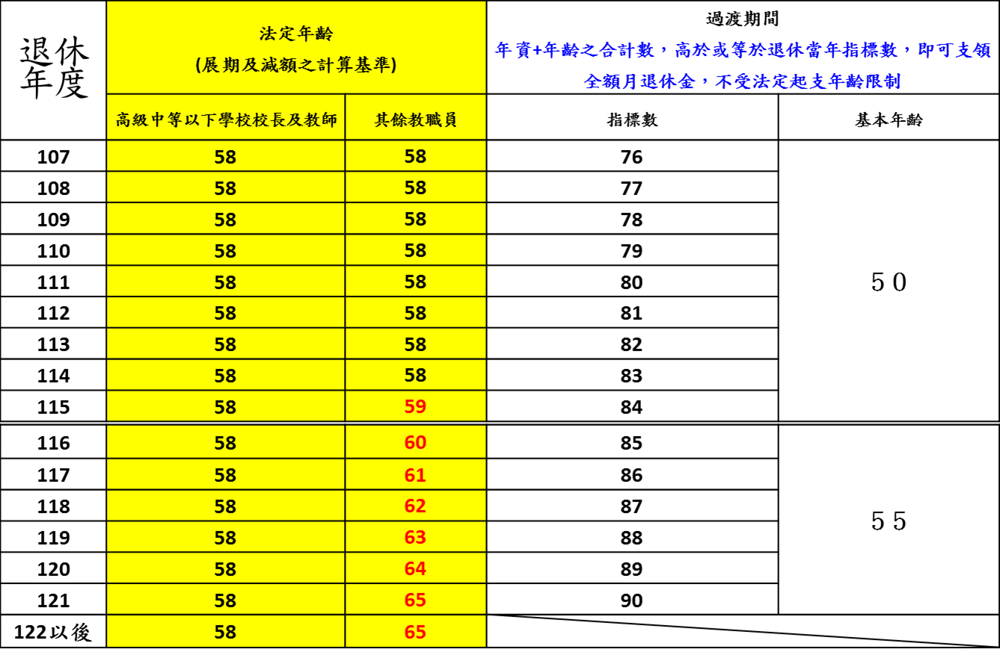 退休
年度
法定年齡
(展期及減額之計算基準)
過渡期間
年資+年齡之合計數，高於或等於退休當年指標數，即可支領
全額月退休金，不受法定起支年齡限制
高級中等以下學校校長及教師 其餘教職員 指標數 基本年齡
107 58 58 76
108 58 58 77
109 58 58 78
110 58 58 79
111 58 58 80 50
112 58 58 81
113 58 58 82
114 58 58 83
115 58 59 84
116 58 60 85
117 58 61 86
118 58 62 87
55
119 58 63 88
120 58 64 89
121 58 65 90
122以後 58 65